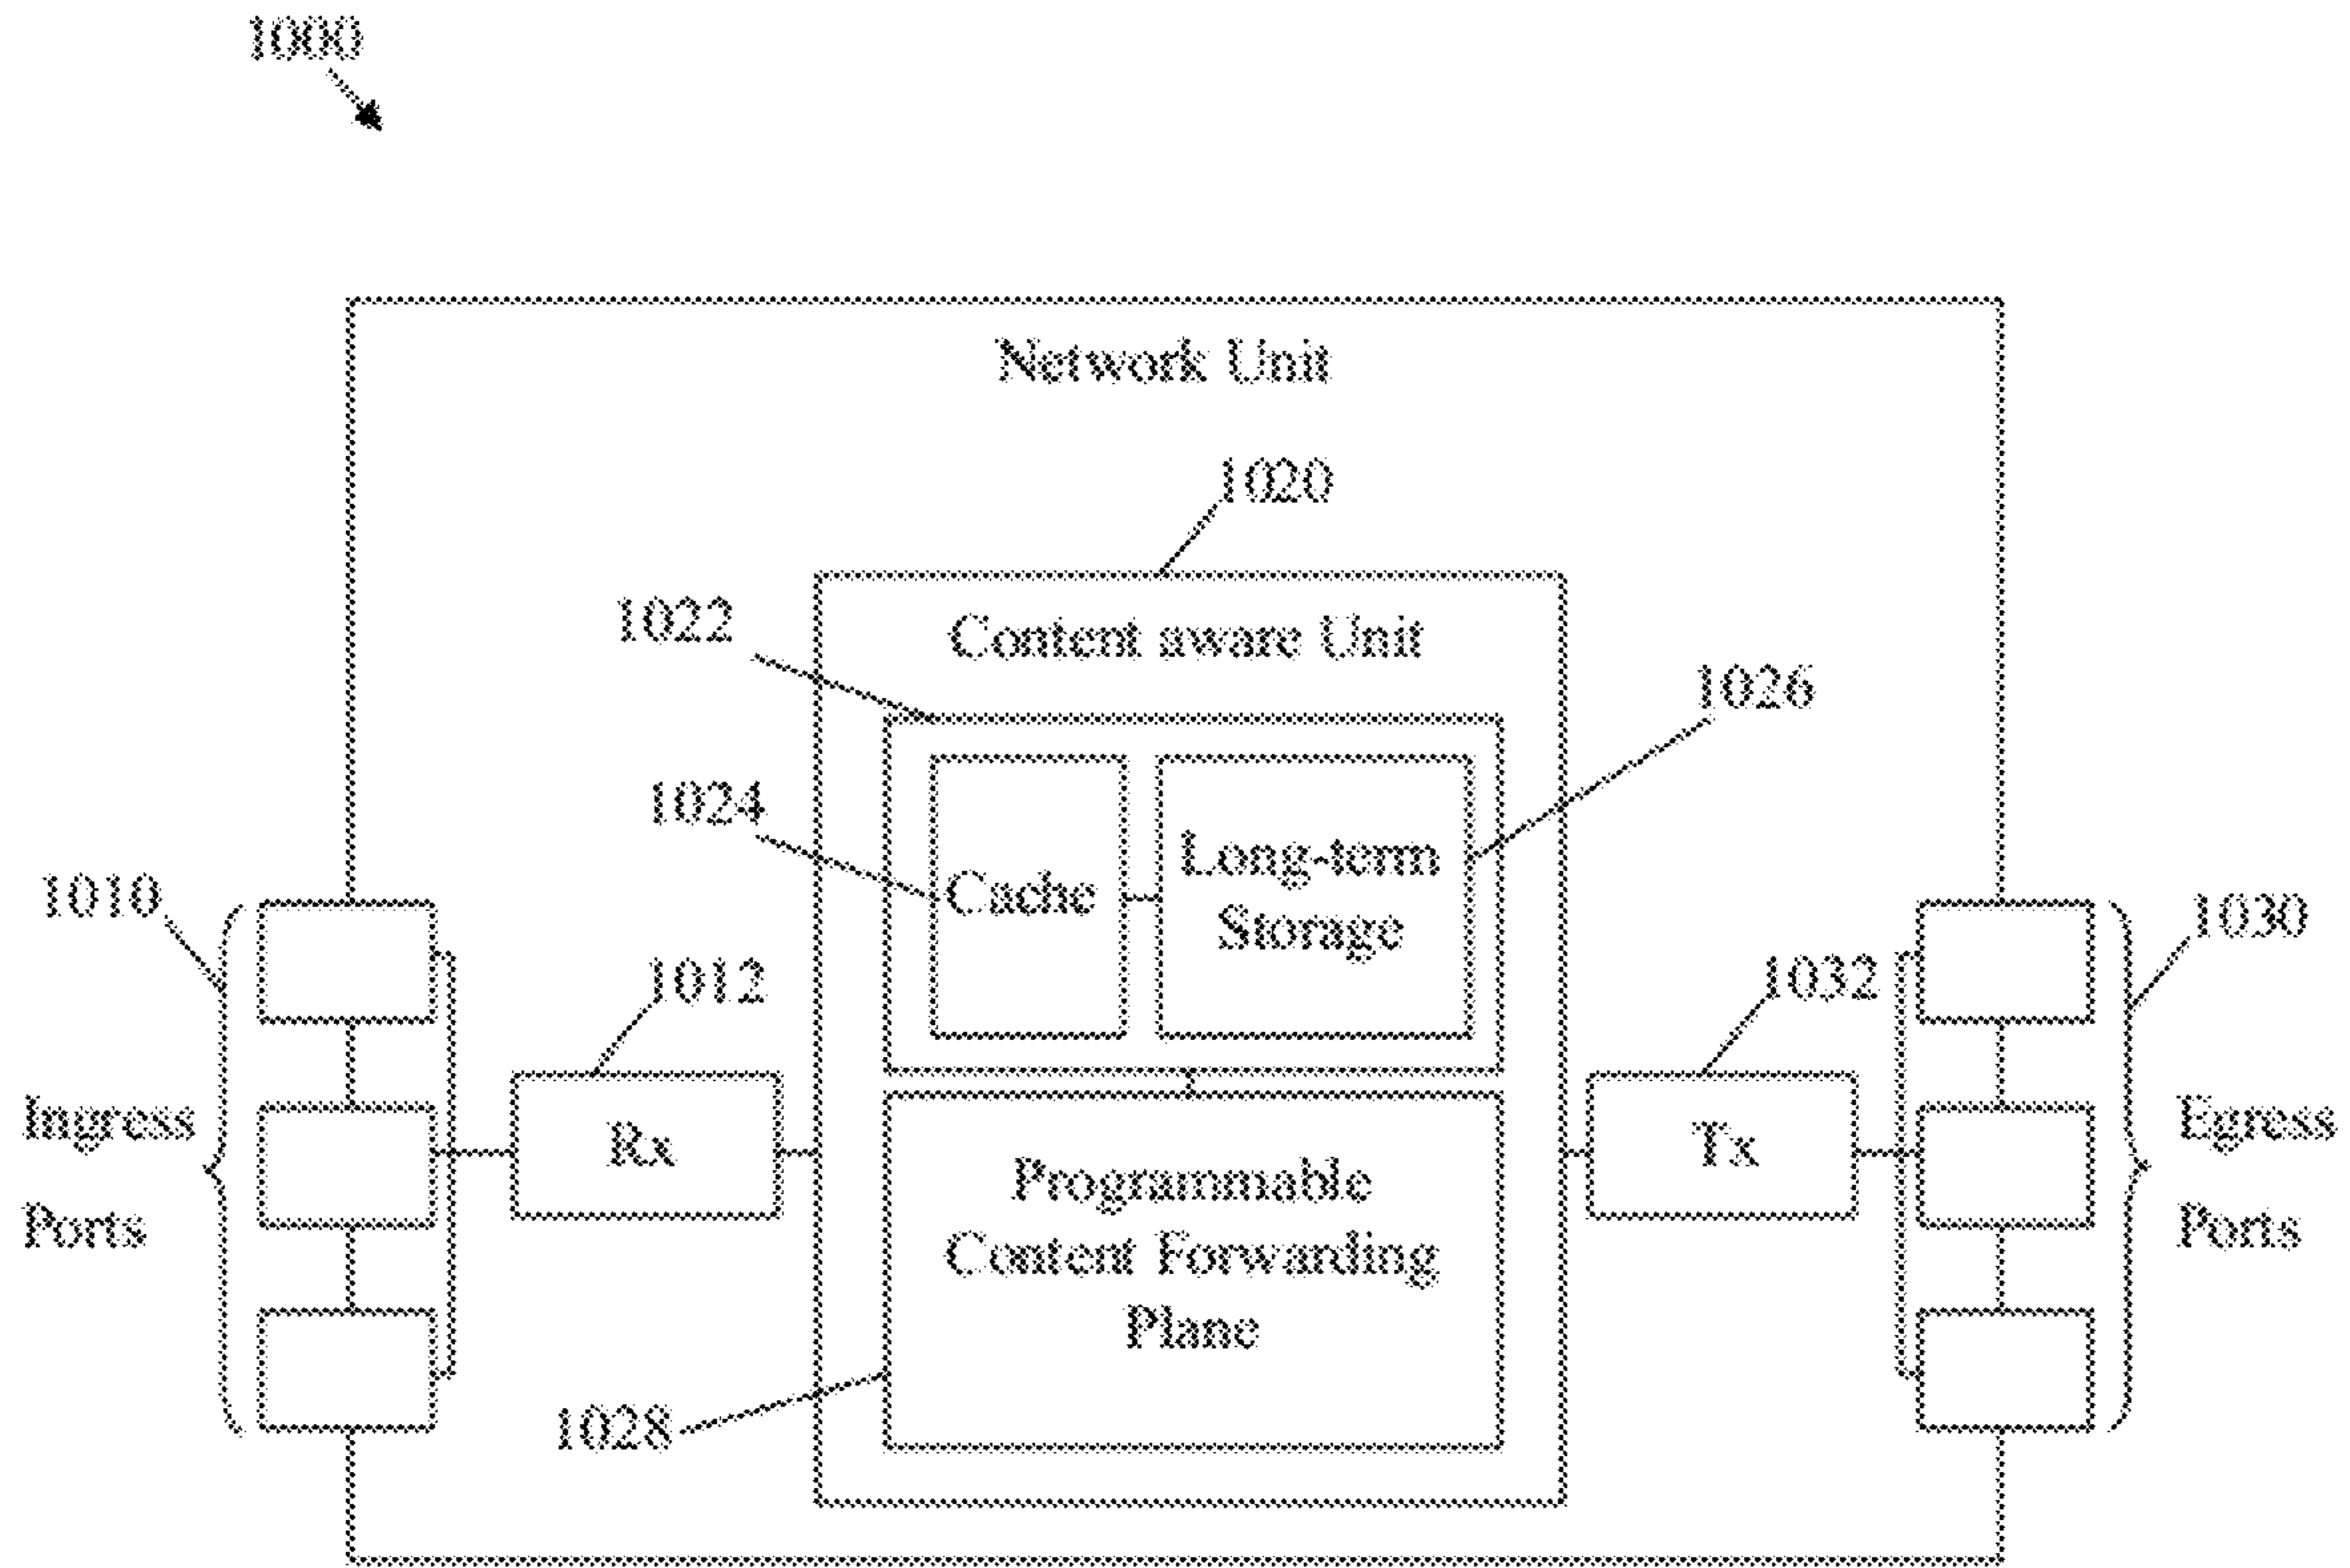 1000
Network Unit
1020
1022
Content aware Unit
1026
1024
Cache
Long-term
Storage
1010
1030
1012
1032
Ingress
Ports
Rx
Tx
Egress
Ports
Programmable
Content Forwarding
Plane
1028